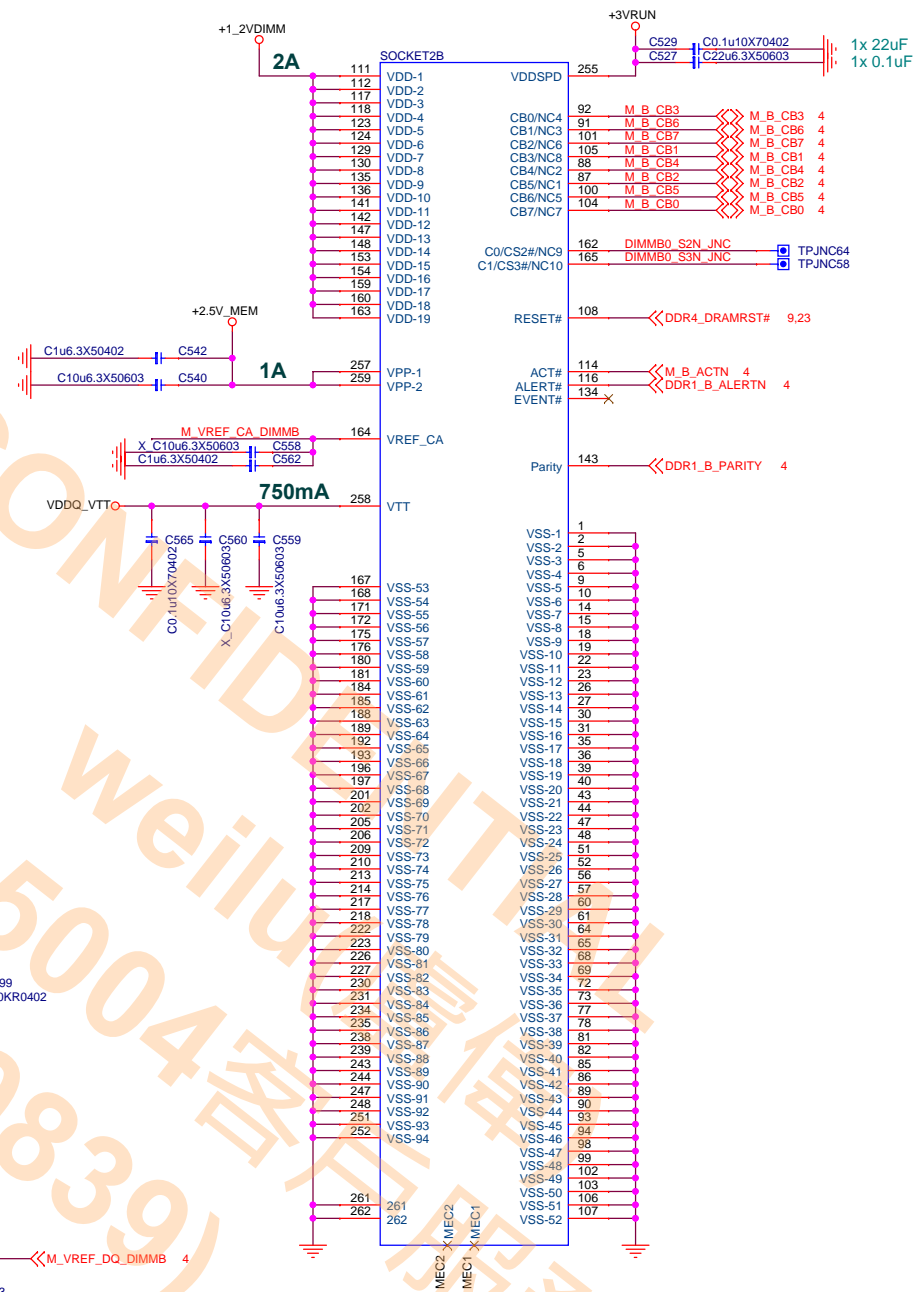 +1_2VDIMM
2A
SOCKET2B
+3VRUN
C529 C0.1u10X70402
C527 C22u6.3X50603
1x 22uF
1x 0.1uF
111 VDD-1
112 VDD-2
117 VDD-3
118 VDD-4
123 VDD-5
124 VDD-6
129 VDD-7
130 VDD-8
135 VDD-9
136 VDD-10
141 VDD-11
142 VDD-12
147 VDD-13
148 VDD-14
153 VDD-15
154 VDD-16
159 VDD-17
160 VDD-18
163 VDD-19
+2.5V_MEM
C1u6.3X50402 C542
C10u6.3X50603 C540
1A
257 VPP-1
259 VPP-2
M_VREF_CA_DIMMB
X_C10u6.3X50603 C558
C1u6.3X50402 C562
164 VREF_CA
750mA
VDDQ_VTT
258 VTT
C565 C560 C559
C0.1u10X70402
X_C10u6.3X50603
C10u6.3X50603
167 VSS-53
168 VSS-54
171 VSS-55
172 VSS-56
175 VSS-57
176 VSS-58
180 VSS-59
181 VSS-60
184 VSS-61
185 VSS-62
188 VSS-63
189 VSS-64
192 VSS-65
193 VSS-66
196 VSS-67
197 VSS-68
201 VSS-69
202 VSS-70
205 VSS-71
206 VSS-72
209 VSS-73
210 VSS-74
213 VSS-75
214 VSS-76
217 VSS-77
218 VSS-78
222 VSS-79
223 VSS-80
226 VSS-81
227 VSS-82
230 VSS-83
231 VSS-84
234 VSS-85
235 VSS-86
238 VSS-87
239 VSS-88
243 VSS-89
244 VSS-90
247 VSS-91
248 VSS-92
251 VSS-93
252 VSS-94
261 261
262 262
MEC2 MEC2
MEC1 MEC1
VDDSPD 255
CB0/NC4 92 M_B_CB3 M_B_CB3 4
CB1/NC3 91 M_B_CB6 M_B_CB6 4
CB2/NC6 101 M_B_CB7 M_B_CB7 4
CB3/NC8 105 M_B_CB1 M_B_CB1 4
CB4/NC2 88 M_B_CB4 M_B_CB4 4
CB5/NC1 87 M_B_CB2 M_B_CB2 4
CB6/NC5 100 M_B_CB5 M_B_CB5 4
CB7/NC7 104 M_B_CB0 M_B_CB0 4
C0/CS2#/NC9 162 DIMMB0_S2N_JNC TPJNC64
C1/CS3#/NC10 165 DIMMB0_S3N_JNC TPJNC58
RESET# 108 DDR4_DRAMRST# 9,23
ACT# 114 M_B_ACTN 4
ALERT# 116 DDR1_B_ALERTN 4
EVENT# 134
Parity 143 DDR1_B_PARITY 4
VSS-1 1
VSS-2 2
VSS-3 5
VSS-4 6
VSS-5 9
VSS-6 10
VSS-7 14
VSS-8 15
VSS-9 18
VSS-10 19
VSS-11 22
VSS-12 23
VSS-13 26
VSS-14 27
VSS-15 30
VSS-16 31
VSS-17 35
VSS-18 36
VSS-19 39
VSS-20 40
VSS-21 43
VSS-22 44
VSS-23 47
VSS-24 48
VSS-25 51
VSS-26 52
VSS-27 56
VSS-28 57
VSS-29 60
VSS-30 61
VSS-31 64
VSS-32 65
VSS-33 68
VSS-34 69
VSS-35 72
VSS-36 73
VSS-37 77
VSS-38 78
VSS-39 81
VSS-40 82
VSS-41 85
VSS-42 86
VSS-43 89
VSS-44 90
VSS-45 93
VSS-46 94
VSS-47 98
VSS-48 99
VSS-49 102
VSS-50 103
VSS-51 106
VSS-52 107
99
0KR0402
M_VREF_DQ_DIMMB 4
CONFIDENTIAL
weilu(
5004客戶服
9839)